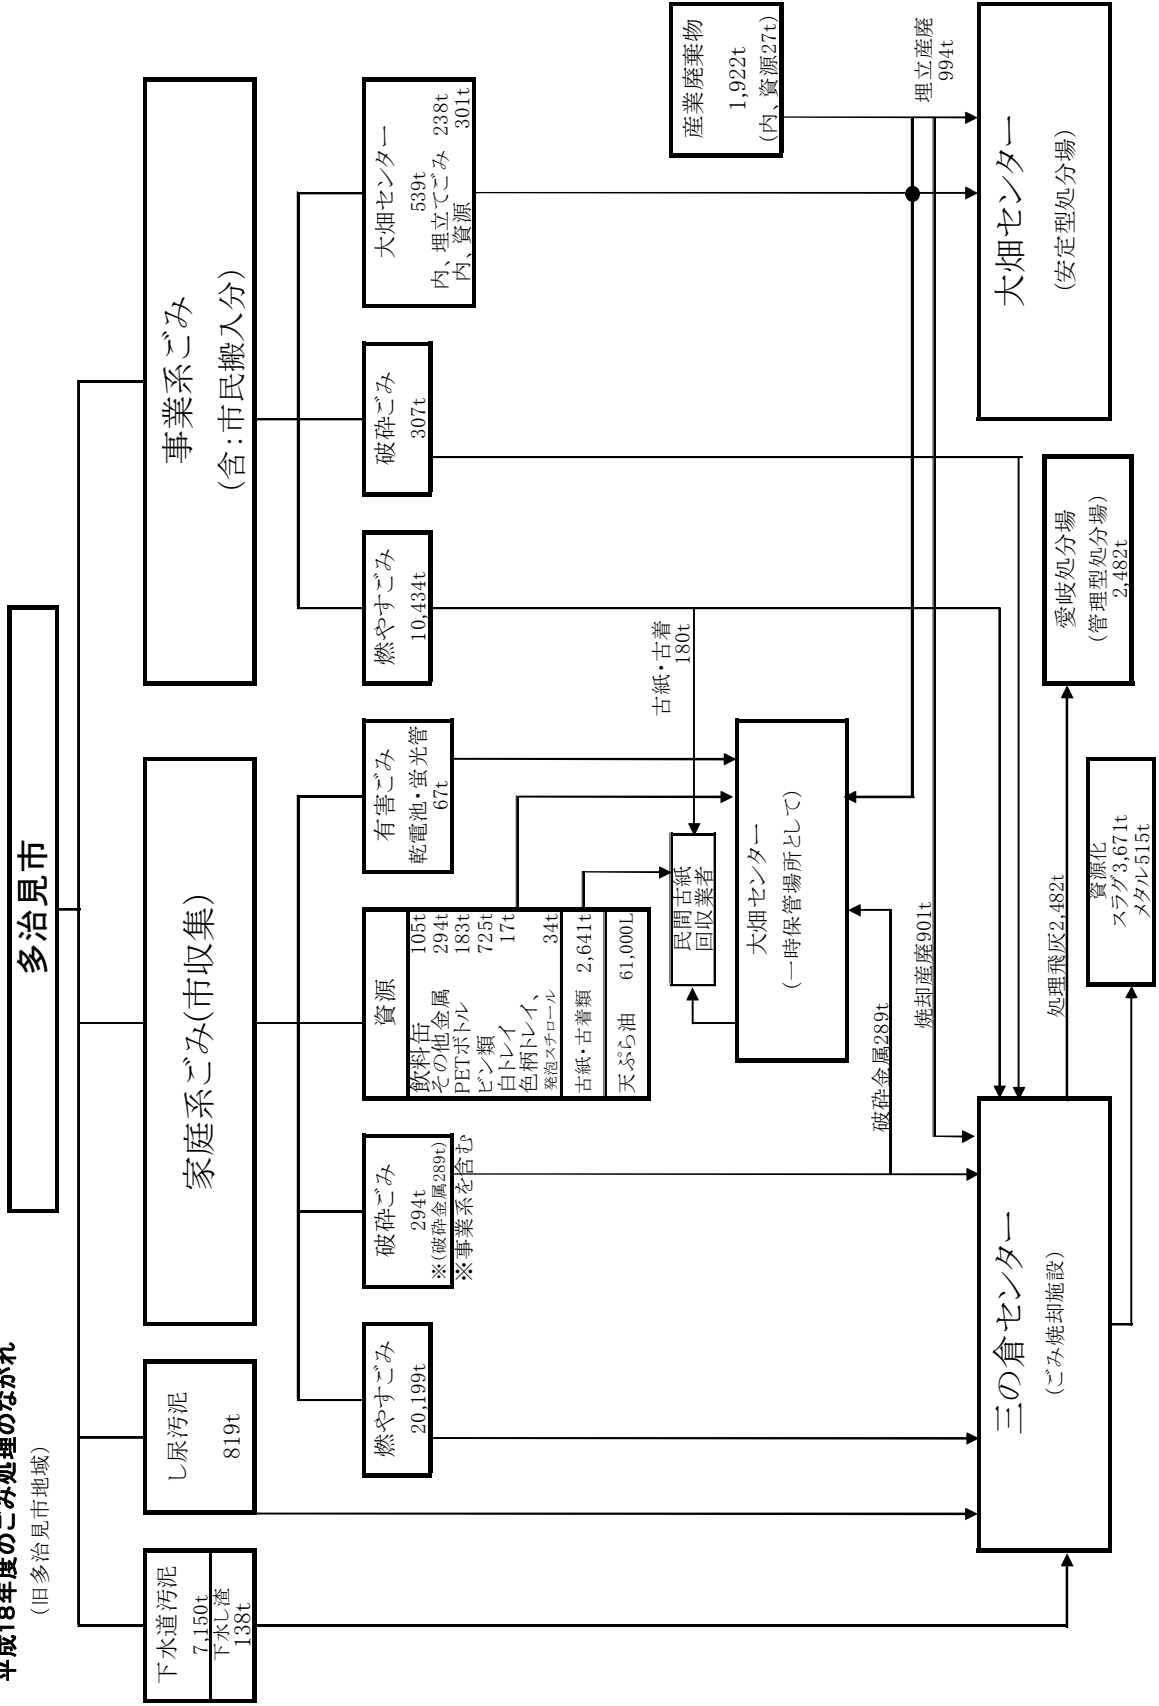 平成18年度のごみ処理のながれ
(旧多治見市地域)
多治見市
下水道汚泥
7,150t
下水し渣
138t
し尿汚泥
819t
家庭系ごみ(市収集)
事業系ごみ
(含：市民搬入分)
燃やすごみ
20,199t
破砕ごみ
294t
※(破砕金属289t)
※事業系を含む
資源
飲料缶 105t
その他金属 294t
PETボトル 183t
ビン類 725t
白トレイ 17t
色柄トレイ、
発泡スチロール 34t
古紙・古着類 2,641t
天ぷら油 61,000L
有害ごみ
乾電池・蛍光管
67t
燃やすごみ
10,434t
破砕ごみ
307t
大畑センター
539t
内、埋立てごみ 238t
内、資源 301t
産業廃棄物
1,922t
(内、資源27t)
古紙・古着
180t
民間古紙
回収業者
大畑センター
(一時保管場所として)
破砕金属289t
焼却産廃901t
埋立産廃
994t
三の倉センター
(ごみ焼却施設)
処理飛灰2,482t
愛岐処分場
(管理型処分場)
2,482t
大畑センター
(安定型処分場)
資源化
スラグ3,671t
メタル515t